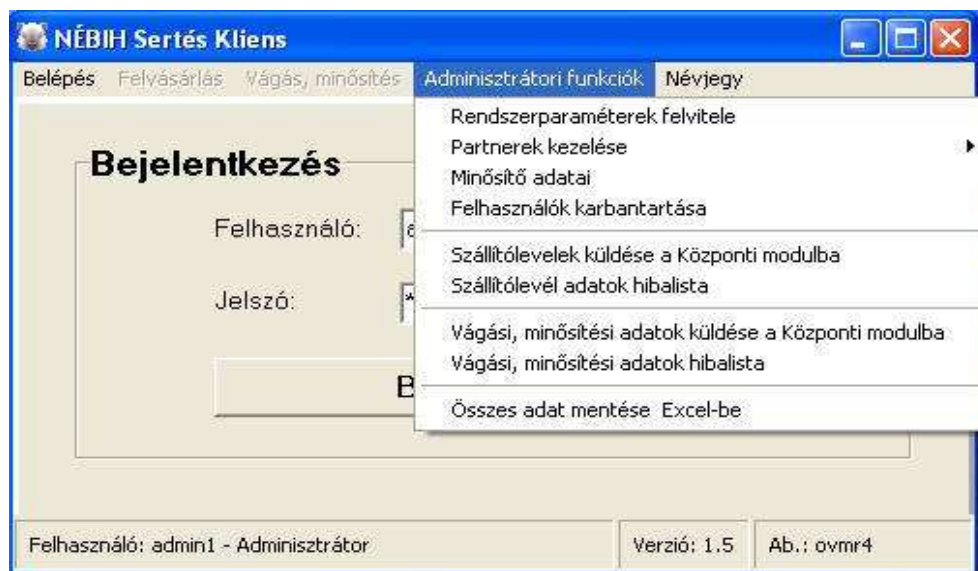 NÉBIH Sertés Kliens
Belépés Felvásárlás Vágás, minősítés Adminisztrátori funkciók Névjegy
Rendszerparaméterek felvitele
Partnerek kezelése
Minősítő adatai
Felhasználók karbantartása
Szállítólevelek küldése a Központi modulba
Szállítólevél adatok hibalista
Vágási, minősítési adatok küldése a Központi modulba
Vágási, minősítési adatok hibalista
Összes adat mentése Excel-be
Bejelentkezés
Felhasználó:
Jelszó: *
B
Felhasználó: admin1 - Adminisztrátor Verzió: 1.5 Ab.: ovmr4